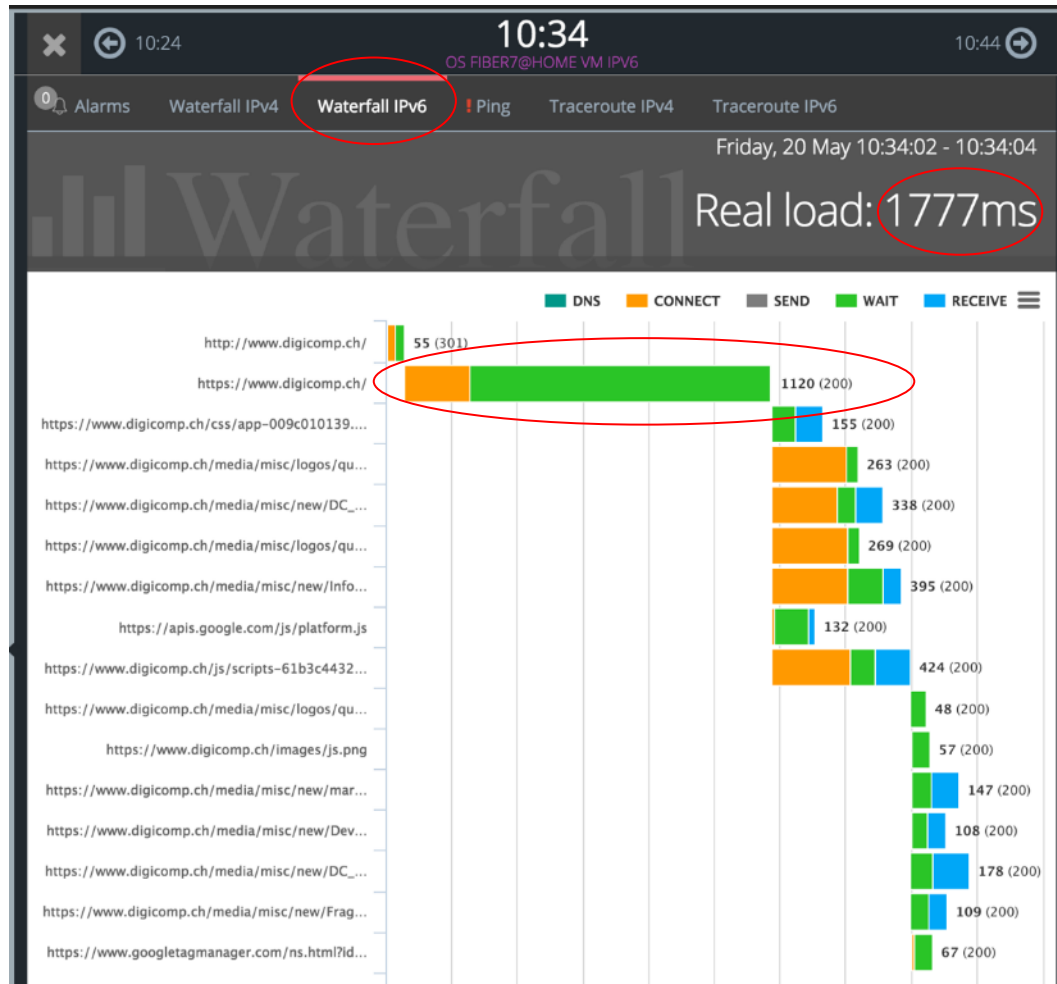 10:24
10:34
10:44
OS FIBER7@HOME VM IPV6
0 Alarms Waterfall IPv4 Waterfall IPv6 ! Ping Traceroute IPv4 Traceroute IPv6
Friday, 20 May 10:34:02 - 10:34:04
Waterfall
Real load: 1777ms
DNS CONNECT SEND WAIT RECEIVE
http://www.digicomp.ch/ 55 (301)
https://www.digicomp.ch/ 1120 (200)
https://www.digicomp.ch/css/app-009c010139.... 155 (200)
https://www.digicomp.ch/media/misc/logos/qu... 263 (200)
https://www.digicomp.ch/media/misc/new/DC_... 338 (200)
https://www.digicomp.ch/media/misc/logos/qu... 269 (200)
https://www.digicomp.ch/media/misc/new/Info... 395 (200)
https://apis.google.com/js/platform.js 132 (200)
https://www.digicomp.ch/js/scripts-61b3c4432... 424 (200)
https://www.digicomp.ch/media/misc/logos/qu... 48 (200)
https://www.digicomp.ch/images/js.png 57 (200)
https://www.digicomp.ch/media/misc/new/mar... 147 (200)
https://www.digicomp.ch/media/misc/new/Dev... 108 (200)
https://www.digicomp.ch/media/misc/new/DC_... 178 (200)
https://www.digicomp.ch/media/misc/new/Frag... 109 (200)
https://www.googletagmanager.com/ns.html?id... 67 (200)